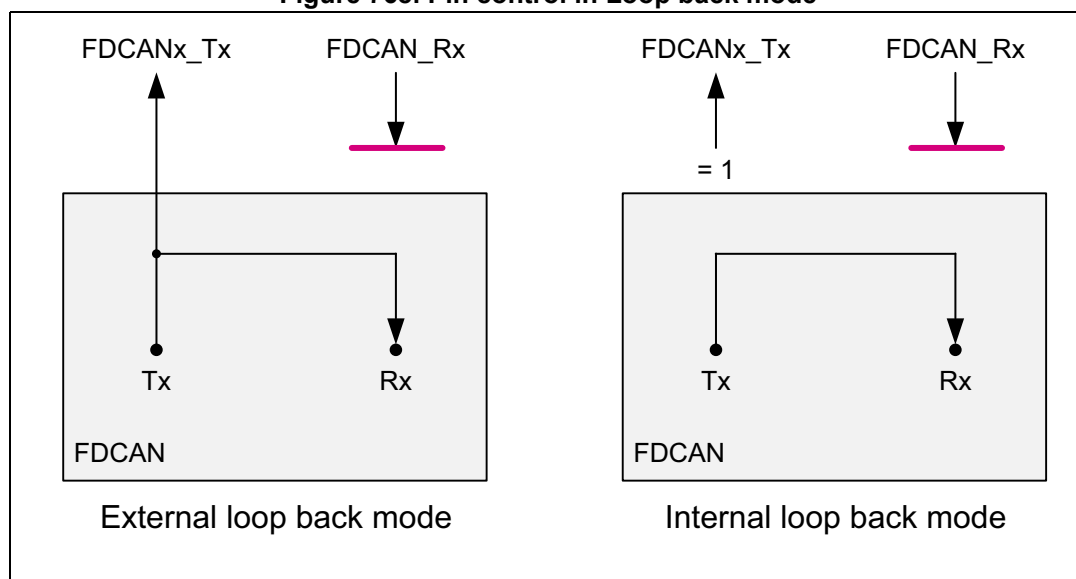 FDCANx_Tx FDCAN_Rx FDCANx_Tx FDCAN_Rx
= 1
Tx Rx Tx Rx
FDCAN FDCAN
External loop back mode Internal loop back mode